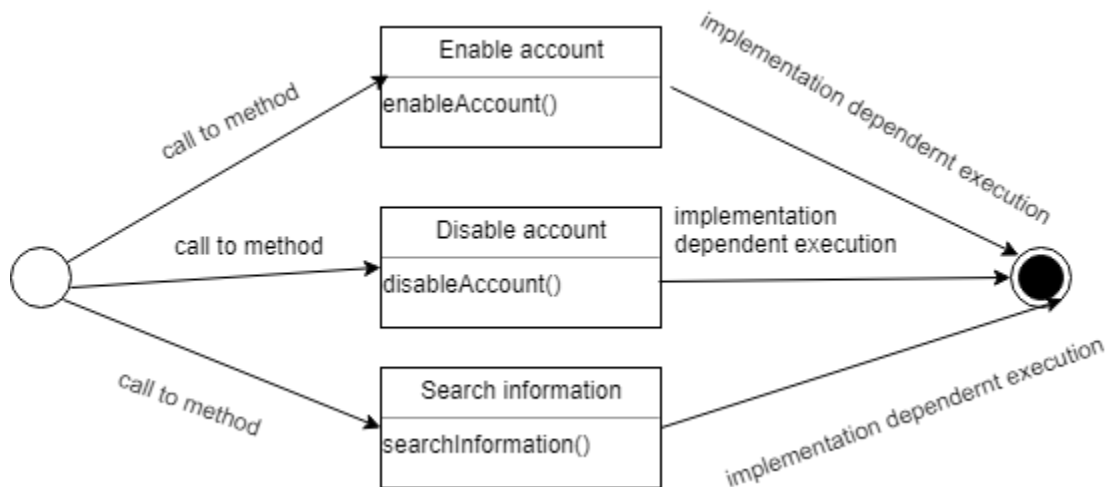 Enable account
implementation dependernt execution
call to method
enableAccount()
Disable account
implementation
dependent execution
call to method
disableAccount()
Search information
call to method
searchInformation()
implementation dependernt execution